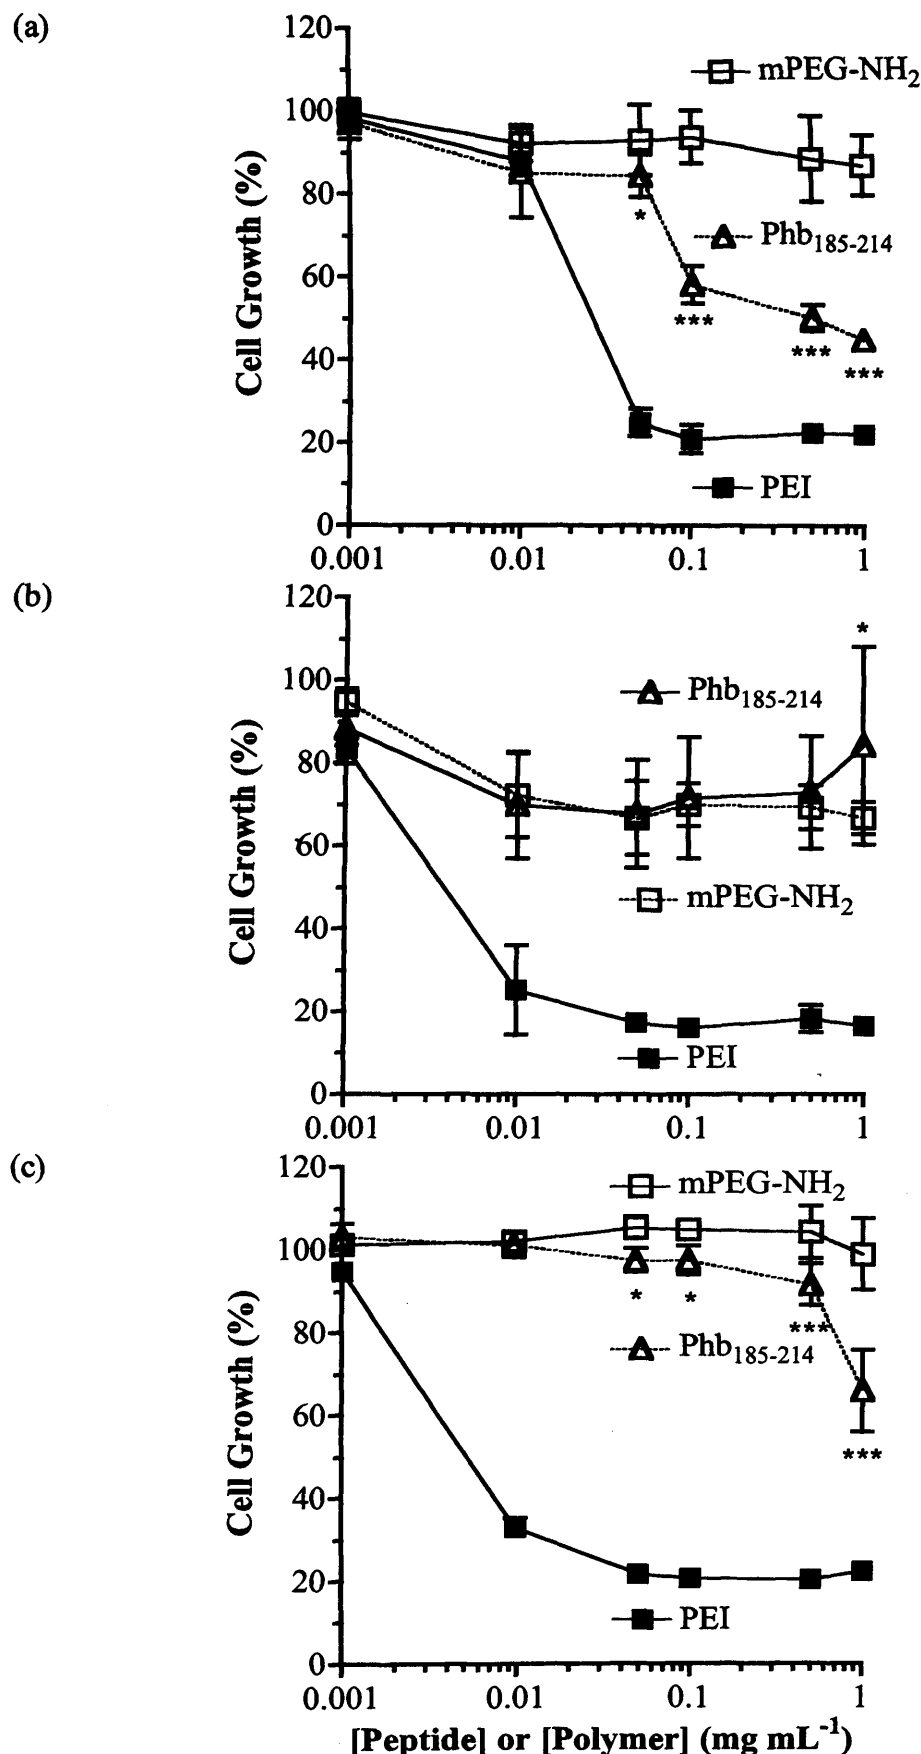 (a)
120
100
80
60
40
20
0
Cell Growth (%)
mPEG-NH2
Phb185-214
*
***
***
***
PEI
0.001 0.01 0.1 1
(b)
120
100
80
60
40
20
0
Cell Growth (%)
*
Phb185-214
mPEG-NH2
PEI
0.001 0.01 0.1 1
(c)
120
100
80
60
40
20
0
Cell Growth (%)
mPEG-NH2
* *
***
Phb185-214
***
PEI
0.001 0.01 0.1 1
[Peptide] or [Polymer] (mg mL-1)